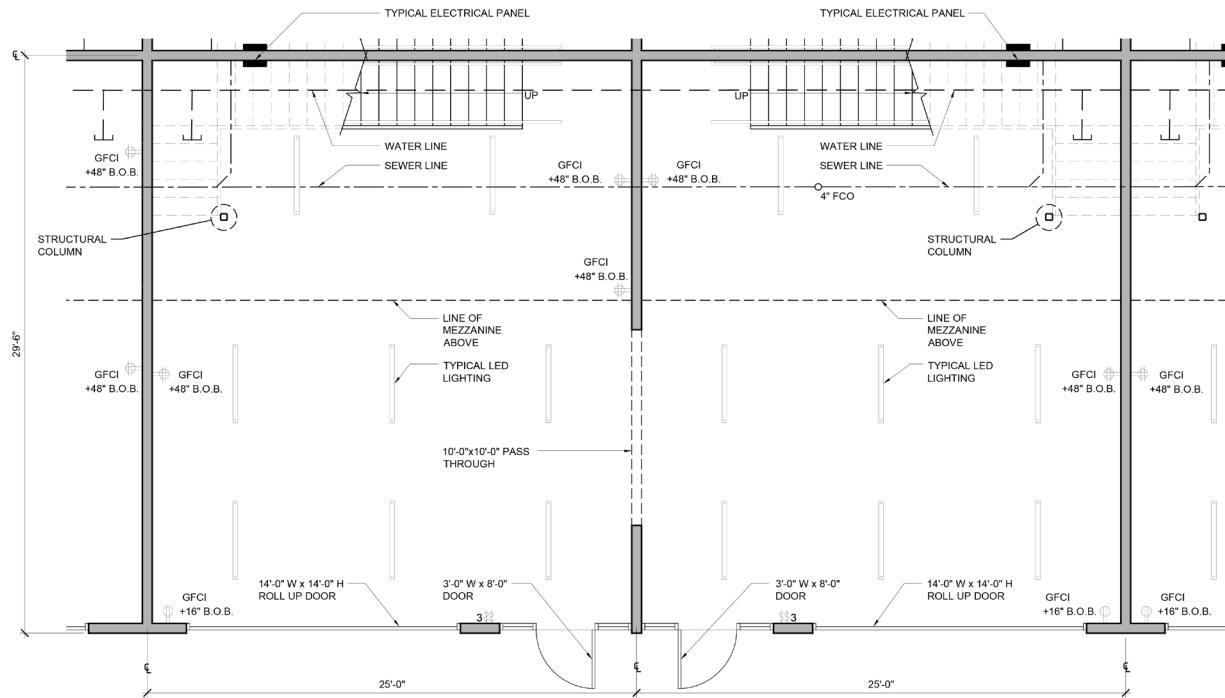 TYPICAL ELECTRICAL PANEL
TYPICAL ELECTRICAL PANEL
℄
UP
UP
WATER LINE
WATER LINE
GFCI
+48" B.O.B.
SEWER LINE
GFCI
+48" B.O.B.
GFCI
+48" B.O.B.
SEWER LINE
4" FCO
STRUCTURAL
COLUMN
STRUCTURAL
COLUMN
GFCI
+48" B.O.B.
LINE OF
MEZZANINE
ABOVE
LINE OF
MEZZANINE
ABOVE
29'-6"
GFCI
+48" B.O.B.
GFCI
+48" B.O.B.
TYPICAL LED
LIGHTING
TYPICAL LED
LIGHTING
GFCI
+48" B.O.B.
GFCI
+48" B.O.B.
10'-0"x10'-0" PASS
THROUGH
14'-0" W x 14'-0" H
ROLL UP DOOR
3'-0" W x 8'-0"
DOOR
3'-0" W x 8'-0"
DOOR
14'-0" W x 14'-0" H
ROLL UP DOOR
GFCI
+16" B.O.B.
3
3
GFCI
+16" B.O.B.
GFCI
+16" B.O.B.
℄
℄
℄
25'-0"
25'-0"